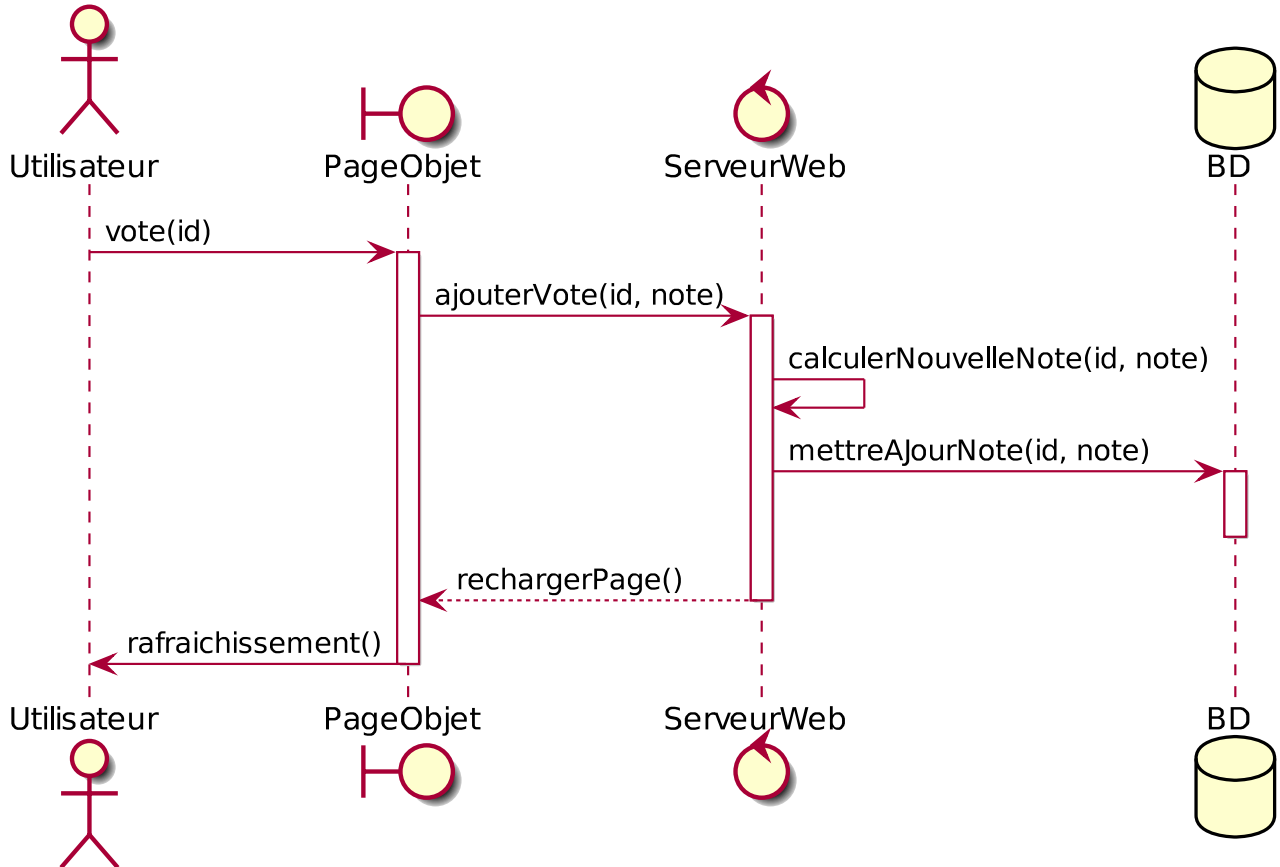 Utilisateur
PageObjet
ServeurWeb
BD
vote(id)
ajouterVote(id, note)
calculerNouvelleNote(id, note)
mettreAJourNote(id, note)
rechargerPage()
rafraichissement()
Utilisateur
PageObjet
ServeurWeb
BD